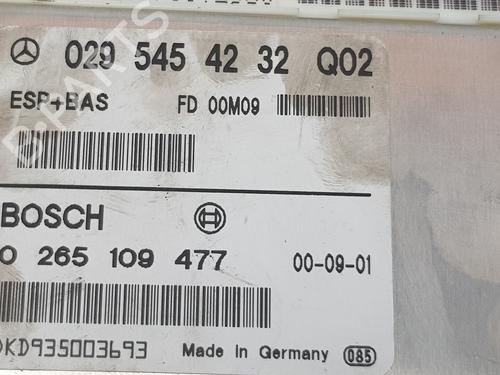 029 545 42 32 Q02
ESP+BAS FD 00M09
BOSCH
0 265 109 477 00-09-01
KD935003693 Made in Germany 085